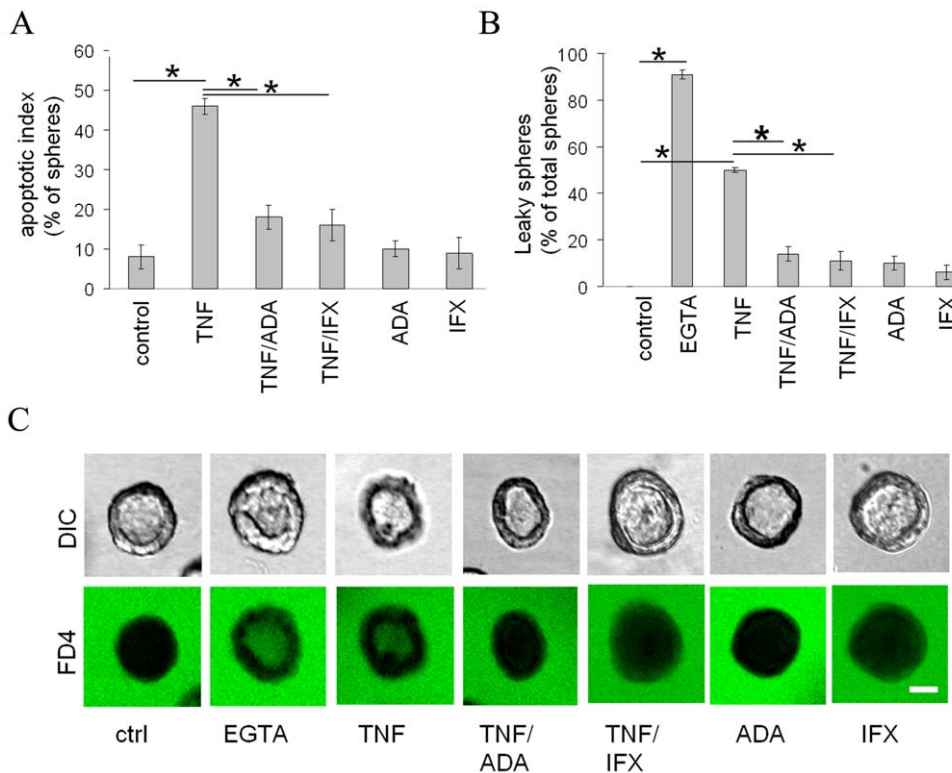 A
apoptotic index
(% of spheres)
60
50
40
30
20
10
0
*
*
*
control
TNF
TNF/ADA
TNF/IFX
ADA
IFX
B
Leaky spheres
(% of total spheres)
100
80
60
40
20
0
*
*
*
*
control
EGTA
TNF
TNF/ADA
TNF/IFX
ADA
IFX
C
DIC
FD4
ctrl
EGTA
TNF
TNF/
ADA
TNF/
IFX
ADA
IFX